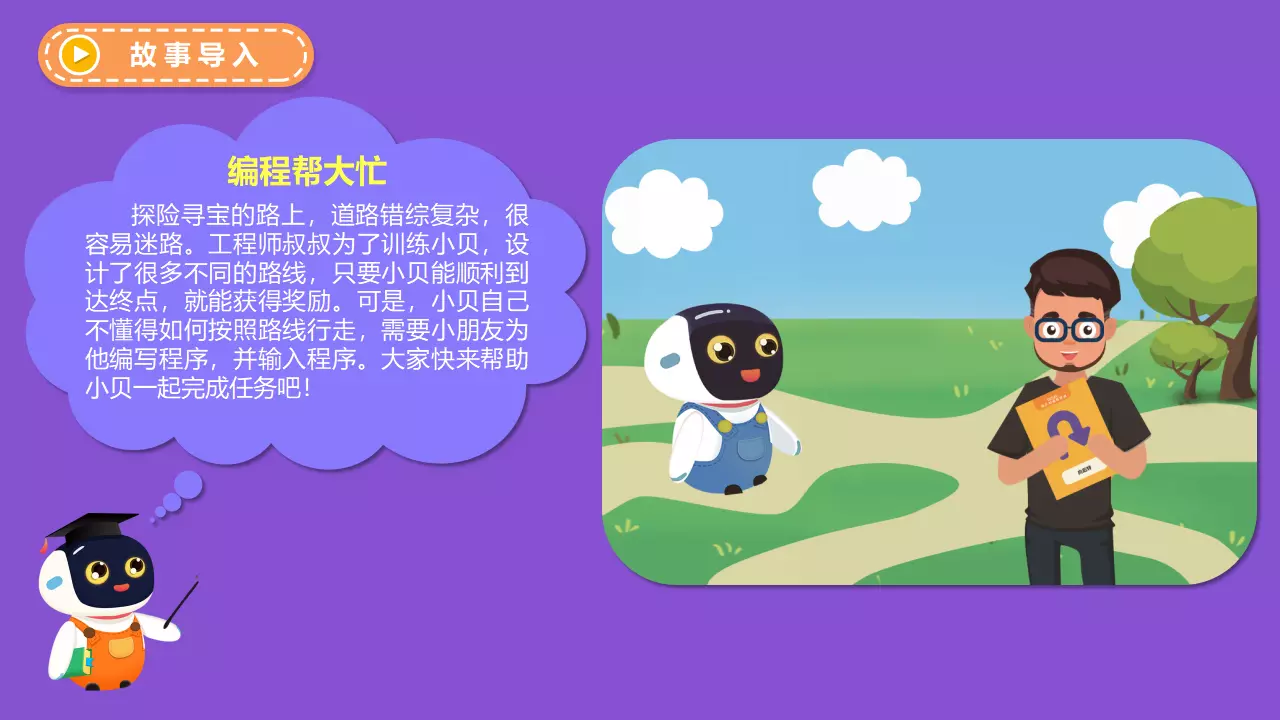 故事导入
编程帮大忙
探险寻宝的路上，道路错综复杂，很
容易迷路。工程师叔叔为了训练小贝，设
计了很多不同的路线，只要小贝能顺利到
达终点，就能获得奖励。可是，小贝自己
不懂得如何按照路线行走，需要小朋友为
他编写程序，并输入程序。大家快来帮助
小贝一起完成任务吧！